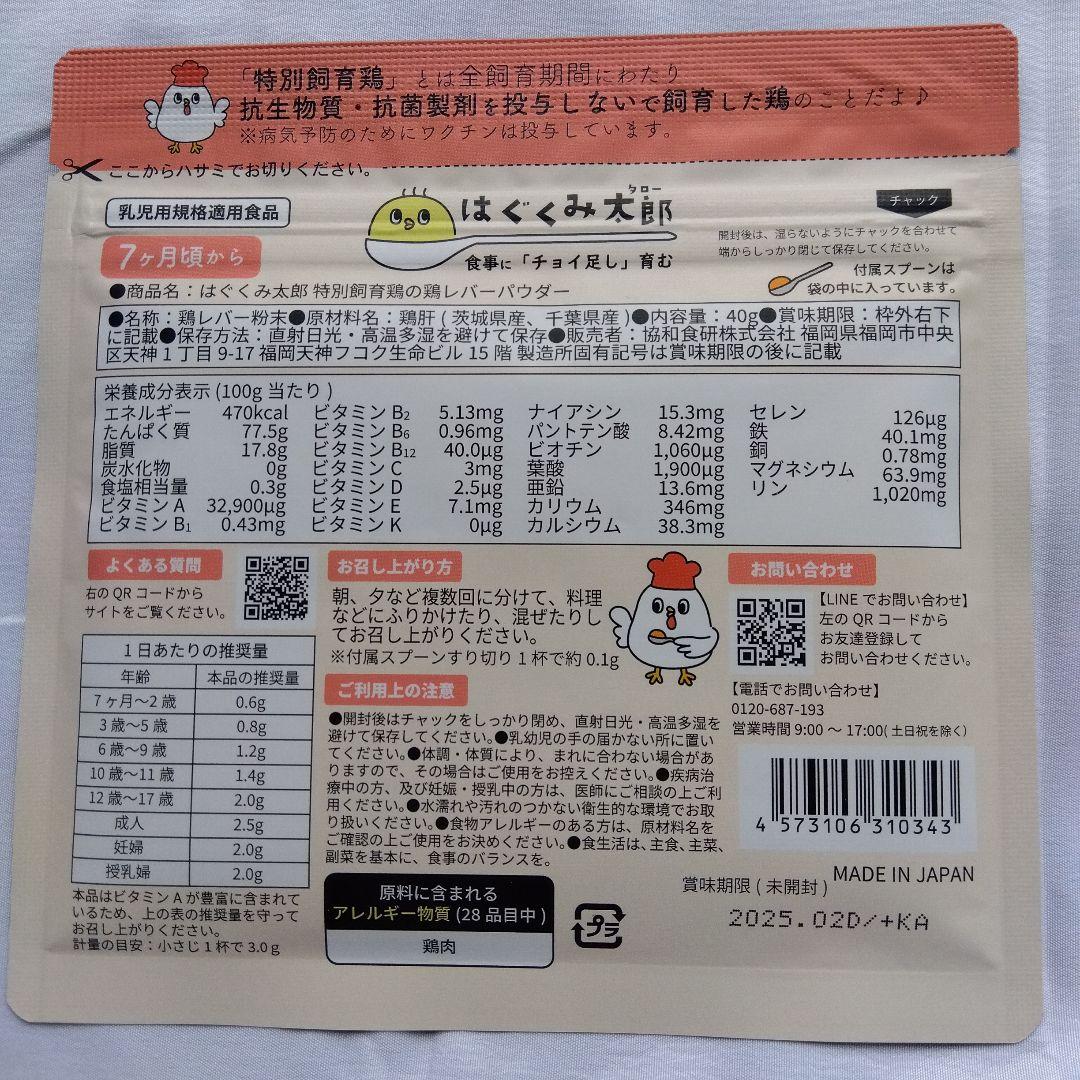 「特別飼育鶏」とは全飼育期間にわたり
抗生物質・抗菌製剤を投与しないで飼育した鶏のことだよ♪
※病気予防のためにワクチンは投与しています。
ここからハサミでお切りください。
乳児用規格適用食品
7ヶ月頃から
タロー
はぐくみ太郎
食事に「チョイ足し」育む
チャック
開封後は、湿らないようにチャックを合わせて
端からしっかり閉じて保存してください。
付属スプーンは
袋の中に入っています。
●商品名：はぐくみ太郎 特別飼育鶏の鶏レバーパウダー
●名称：鶏レバー粉末●原材料名：鶏肝 ( 茨城県産、千葉県産 )●内容量：40g●賞味期限：枠外右下
に記載●保存方法：直射日光・高温多湿を避けて保存●販売者：協和食研株式会社 福岡県福岡市中央
区天神 1 丁目 9-17 福岡天神フコク生命ビル 15 階 製造所固有記号は賞味期限の後に記載
栄養成分表示 (100g 当たり )
エネルギー 470kcal ビタミン B2 5.13mg ナイアシン 15.3mg セレン 126μg
たんぱく質 77.5g ビタミン B6 0.96mg パントテン酸 8.42mg 鉄 40.1mg
脂質 17.8g ビタミン B12 40.0μg ビオチン 1,060μg 銅 0.78mg
炭水化物 0g ビタミン C 3mg 葉酸 1,900μg マグネシウム 63.9mg
食塩相当量 0.3g ビタミン D 2.5μg 亜鉛 13.6mg リン 1,020mg
ビタミン A 32,900μg ビタミン E 7.1mg カリウム 346mg
ビタミン B1 0.43mg ビタミン K 0μg カルシウム 38.3mg
よくある質問
右の QR コードから
サイトをご覧ください。
1 日あたりの推奨量
年齢 本品の推奨量
7 ヶ月～2 歳 0.6g
3 歳～5 歳 0.8g
6 歳～9 歳 1.2g
10 歳～11 歳 1.4g
12 歳～17 歳 2.0g
成人 2.5g
妊婦 2.0g
授乳婦 2.0g
本品はビタミン A が豊富に含まれて
いるため、上の表の推奨量を守って
お召し上がりください。
計量の目安：小さじ 1 杯で 3.0 g
お召し上がり方
朝、夕など複数回に分けて、料理
などにふりかけたり、混ぜたりし
てお召し上がりください。
※付属スプーンすり切り 1 杯で約 0.1g
ご利用上の注意
●開封後はチャックをしっかり閉め、直射日光・高温多湿を
避けて保存してください。●乳幼児の手の届かない所に置い
てください。●体調・体質により、まれに合わない場合があ
りますので、その場合はご使用をお控えください。●疾病治
療中の方、及び妊娠・授乳中の方は、医師にご相談の上ご利
用ください。●水濡れや汚れのつかない衛生的な環境でお取
り扱いください。●食物アレルギーのある方は、原材料名を
ご確認の上ご使用をお決めください。●食生活は、主食、主菜、
副菜を基本に、食事のバランスを。
原料に含まれる
アレルギー物質 (28 品目中 )
鶏肉
お問い合わせ
【LINE でお問い合わせ】
左の QR コードから
お友達登録して
お問い合わせください。
【電話でお問い合わせ】
0120-687-193
営業時間 9:00 ～ 17:00( 土日祝を除く )
4 573106 310343
MADE IN JAPAN
賞味期限 ( 未開封 )
2025.02D/+KA
プラ